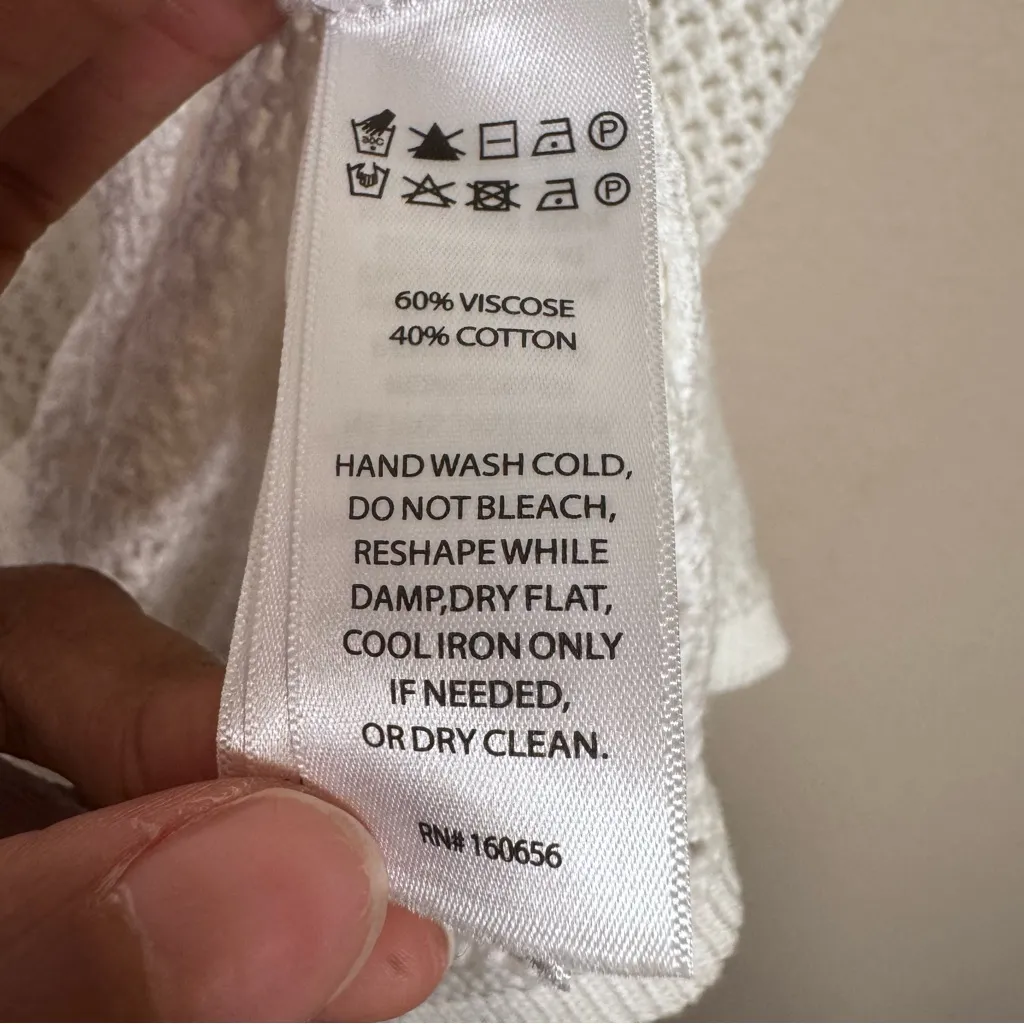 P
P
60% VISCOSE
40% COTTON
HAND WASH COLD,
DO NOT BLEACH,
RESHAPE WHILE
DAMP,DRY FLAT,
COOL IRON ONLY
IF NEEDED,
OR DRY CLEAN.
RN# 160656